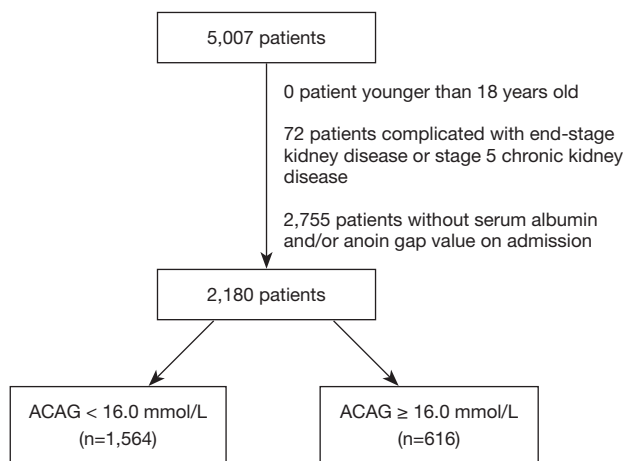 5,007 patients
0 patient younger than 18 years old
72 patients complicated with end-stage
kidney disease or stage 5 chronic kidney
disease
2,755 patients without serum albumin
and/or anoin gap value on admission
2,180 patients
ACAG < 16.0 mmol/L
(n=1,564)
ACAG ≥ 16.0 mmol/L
(n=616)